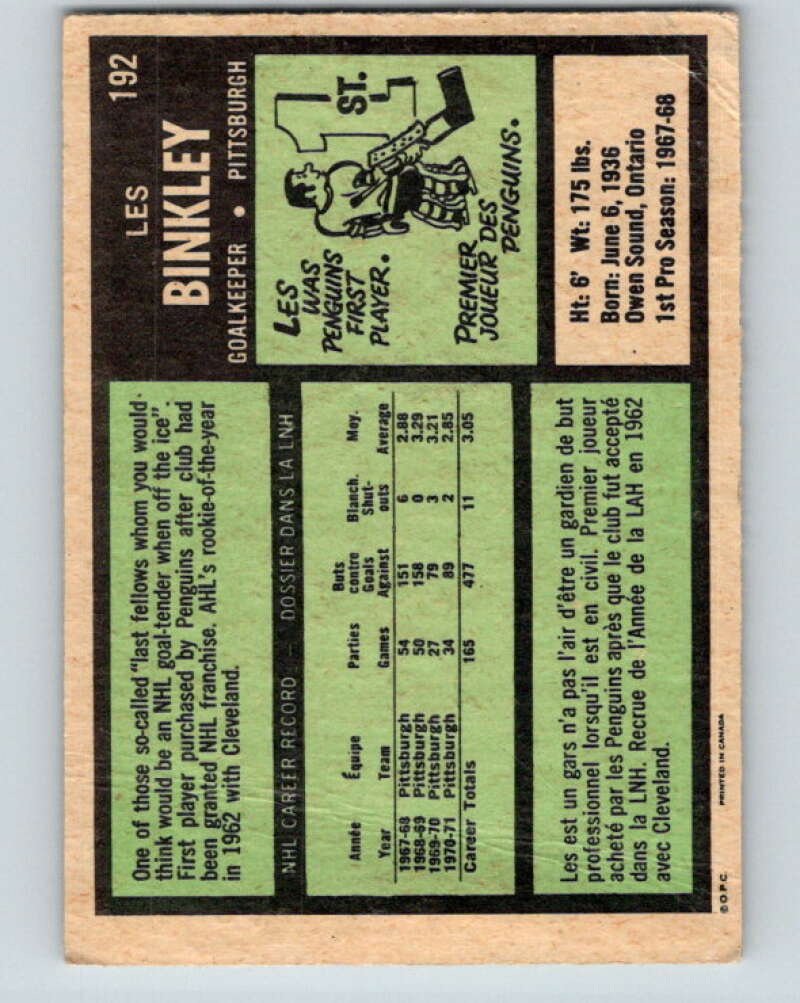 192
LES
BINKLEY
GOALKEEPER • PITTSBURGH
1
ST.
LES
WAS
PENGUINS
FIRST
PLAYER.
PREMIER
JOUEUR DES
PENGUINS.
Ht: 6' Wt: 175 lbs.
Born: June 6, 1936
Owen Sound, Ontario
1st Pro Season: 1967-68
One of those so-called "last fellows whom you would
think would be an NHL goal-tender when off the ice".
First player purchased by Penguins after club had
been granted NHL franchise. AHL's rookie-of-the-year
in 1962 with Cleveland.
NHL CAREER RECORD — DOSSIER DANS LA LNH
Année Équipe Parties Buts contre Blanch. Moy.
Year Team Games Goals Against Shut-outs Average
1967-68 Pittsburgh 54 151 6 2.88
1968-69 Pittsburgh 50 158 0 3.29
1969-70 Pittsburgh 27 79 3 3.21
1970-71 Pittsburgh 34 89 2 2.85
Career Totals 165 477 11 3.05
Les est un gars n'a pas l'air d'être un gardien de but
professionnel lorsqu'il est en civil. Premier joueur
acheté par les Penguins après que le club fut accepté
dans la LNH. Recrue de l'Année de la LAH en 1962
avec Cleveland.
© O.P.C. PRINTED IN CANADA